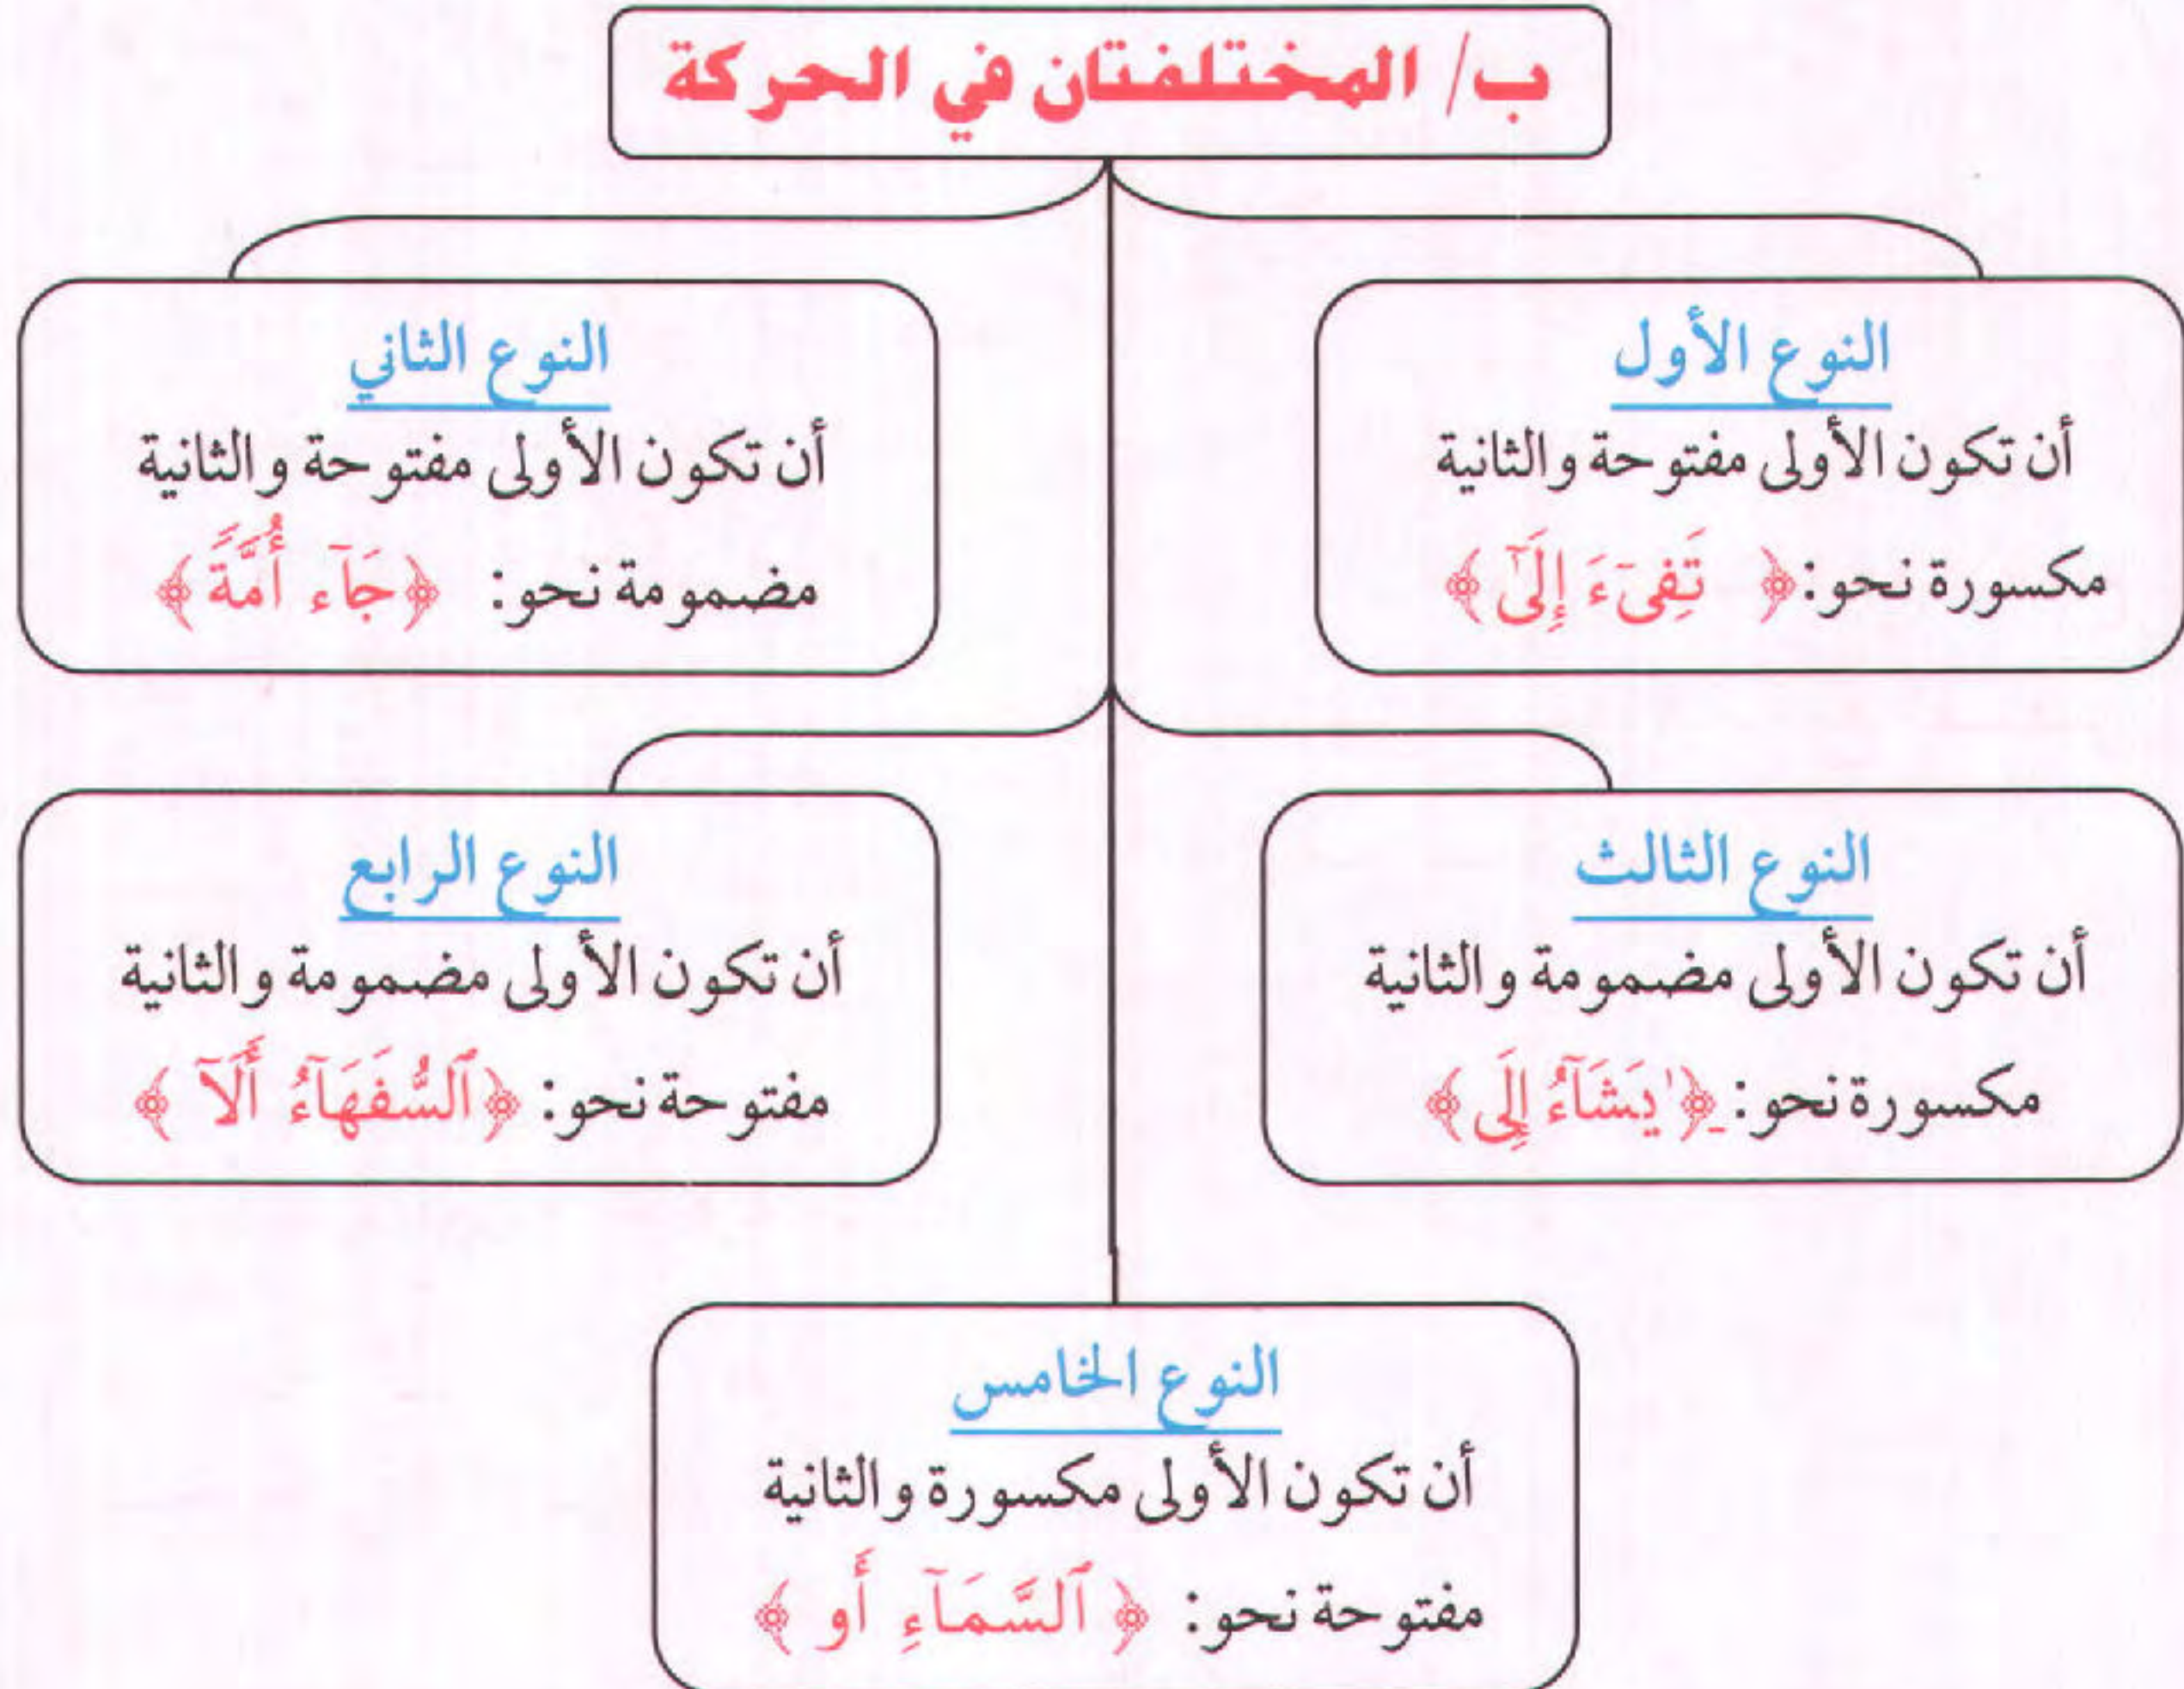 ب/ المختلفتان في الحركة
النوع الأول
أن تكون الأولى مفتوحة والثانية
مكسورة نحو: ﴿ تَفِىٓءَ إِلَىٰٓ ﴾
النوع الثاني
أن تكون الأولى مفتوحة والثانية
مضمومة نحو: ﴿جَآء أُمَّةً﴾
النوع الثالث
أن تكون الأولى مضمومة والثانية
مكسورة نحو: ﴿يَشَآءُ إِلَى﴾
النوع الرابع
أن تكون الأولى مضمومة والثانية
مفتوحة نحو: ﴿ٱلسُّفَهَآءُ أَلَآ ﴾
النوع الخامس
أن تكون الأولى مكسورة والثانية
مفتوحة نحو: ﴿ ٱلسَّمَآءِ أَو ﴾